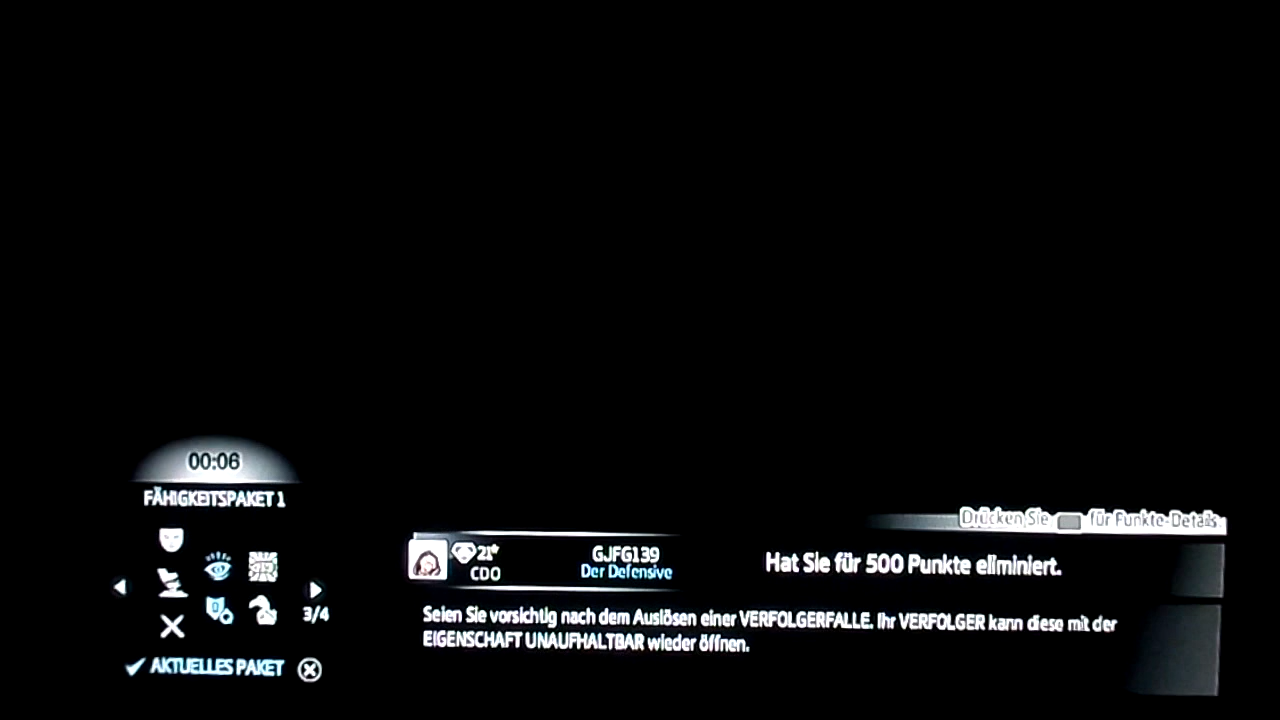 00:06
FÄHIGKEITSPAKET 1
3/4
✓ AKTUELLES PAKET
Drücken Sie für Punkte-Details.
21*
GJFG139
CDO
Der Defensive
Hat Sie für 500 Punkte eliminiert.
Seien Sie vorsichtig nach dem Auslösen einer VERFOLGERFALLE. Ihr VERFOLGER kann diese mit der
EIGENSCHAFT UNAUFHALTBAR wieder öffnen.